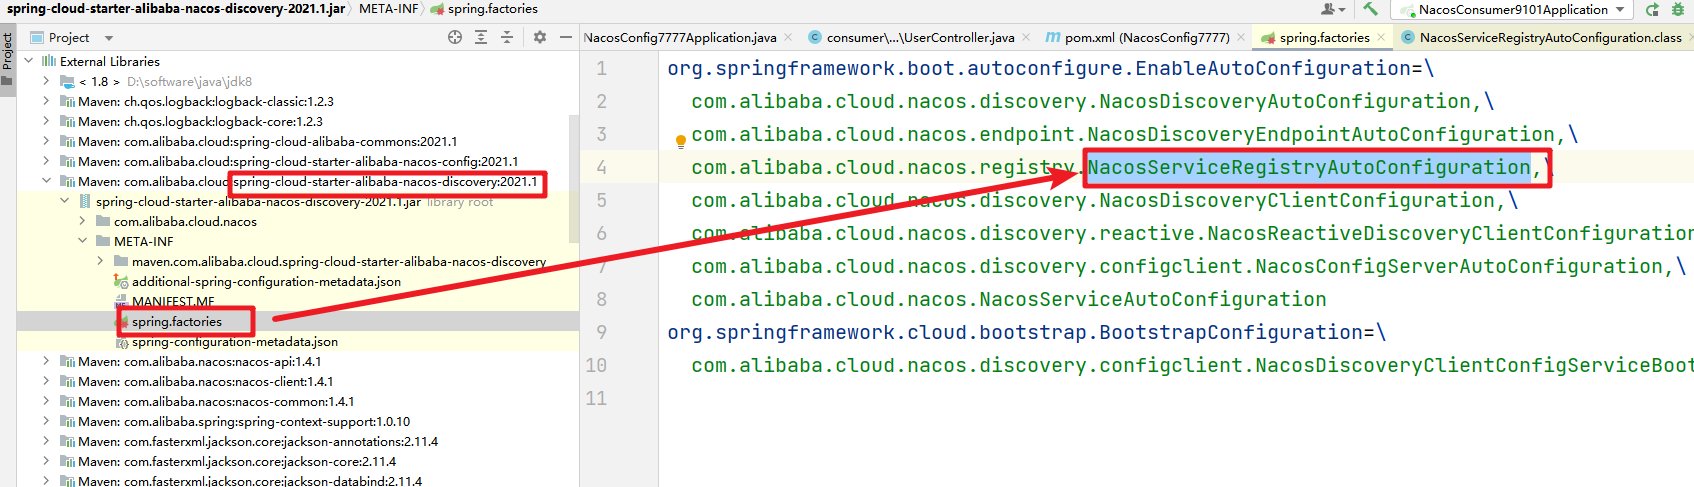 spring-cloud-starter-alibaba-nacos-discovery-2021.1.jar META-INF spring.factories
NacosConsumer9101Application
Project
Project
NacosConfig7777Application.java consumer\...\UserController.java pom.xml (NacosConfig7777) spring.factories NacosServiceRegistryAutoConfiguration.class
External Libraries
< 1.8 > D:\software\java\jdk8
Maven: ch.qos.logback:logback-classic:1.2.3
Maven: ch.qos.logback:logback-core:1.2.3
Maven: com.alibaba.cloud:spring-cloud-alibaba-commons:2021.1
Maven: com.alibaba.cloud:spring-cloud-starter-alibaba-nacos-config:2021.1
Maven: com.alibaba.cloud:spring-cloud-starter-alibaba-nacos-discovery:2021.1
spring-cloud-starter-alibaba-nacos-discovery-2021.1.jar library root
com.alibaba.cloud.nacos
META-INF
maven.com.alibaba.cloud.spring-cloud-starter-alibaba-nacos-discovery
additional-spring-configuration-metadata.json
MANIFEST.MF
spring.factories
spring-configuration-metadata.json
Maven: com.alibaba.nacos:nacos-api:1.4.1
Maven: com.alibaba.nacos:nacos-client:1.4.1
Maven: com.alibaba.nacos:nacos-common:1.4.1
Maven: com.alibaba.spring:spring-context-support:1.0.10
Maven: com.fasterxml.jackson.core:jackson-annotations:2.11.4
Maven: com.fasterxml.jackson.core:jackson-core:2.11.4
Maven: com.fasterxml.jackson.core:jackson-databind:2.11.4
1 org.springframework.boot.autoconfigure.EnableAutoConfiguration=\
2 com.alibaba.cloud.nacos.discovery.NacosDiscoveryAutoConfiguration,\
3 com.alibaba.cloud.nacos.endpoint.NacosDiscoveryEndpointAutoConfiguration,\
4 com.alibaba.cloud.nacos.registry.NacosServiceRegistryAutoConfiguration,\
5 com.alibaba.cloud.nacos.discovery.NacosDiscoveryClientConfiguration,\
6 com.alibaba.cloud.nacos.discovery.reactive.NacosReactiveDiscoveryClientConfiguration
7 com.alibaba.cloud.nacos.discovery.configclient.NacosConfigServerAutoConfiguration,\
8 com.alibaba.cloud.nacos.NacosServiceAutoConfiguration
9 org.springframework.cloud.bootstrap.BootstrapConfiguration=\
10 com.alibaba.cloud.nacos.discovery.configclient.NacosDiscoveryClientConfigServiceBoot
11